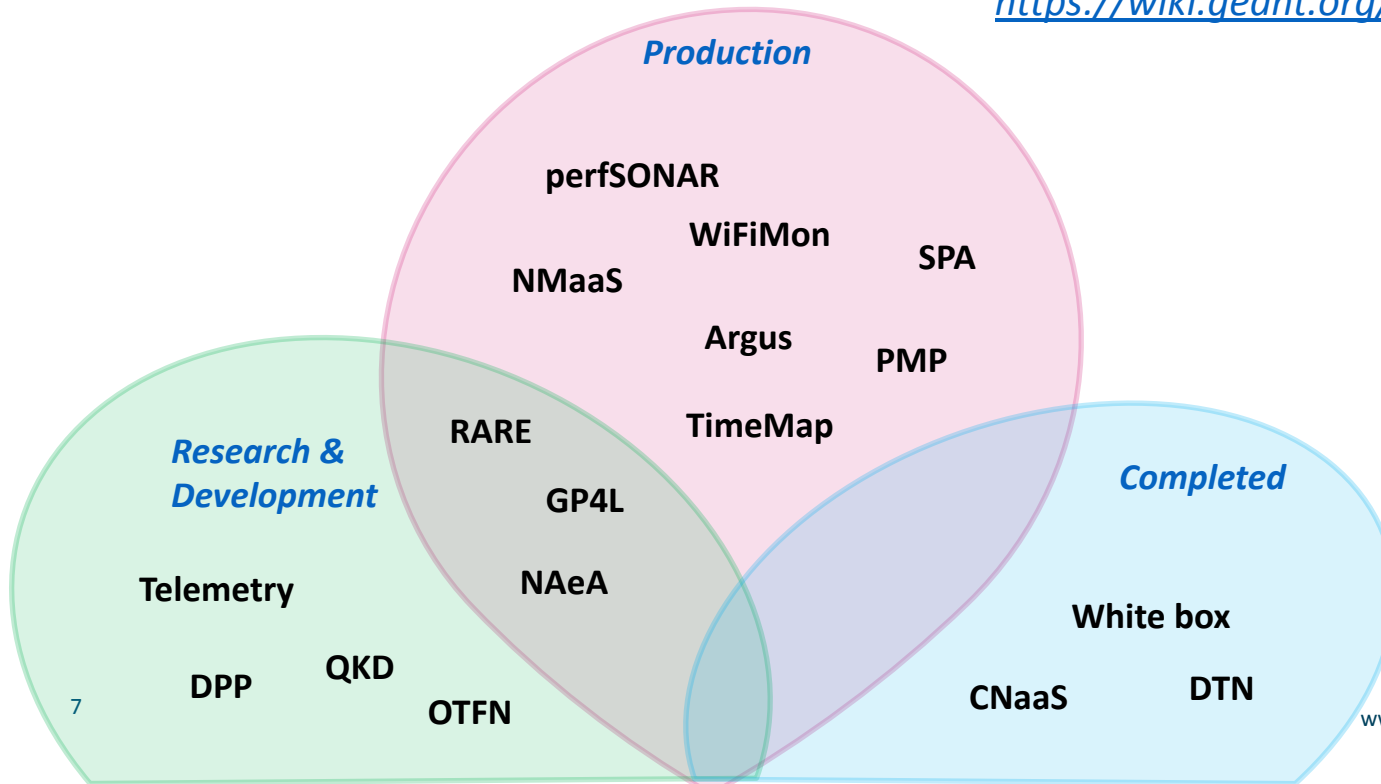 https://wiki.geant.org/
Production
perfSONAR
WiFiMon
SPA
NMaaS
Argus
PMP
TimeMap
RARE
Research &
Development
GP4L
Completed
NAeA
Telemetry
White box
QKD
DPP
CNaaS
DTN
OTFN
7